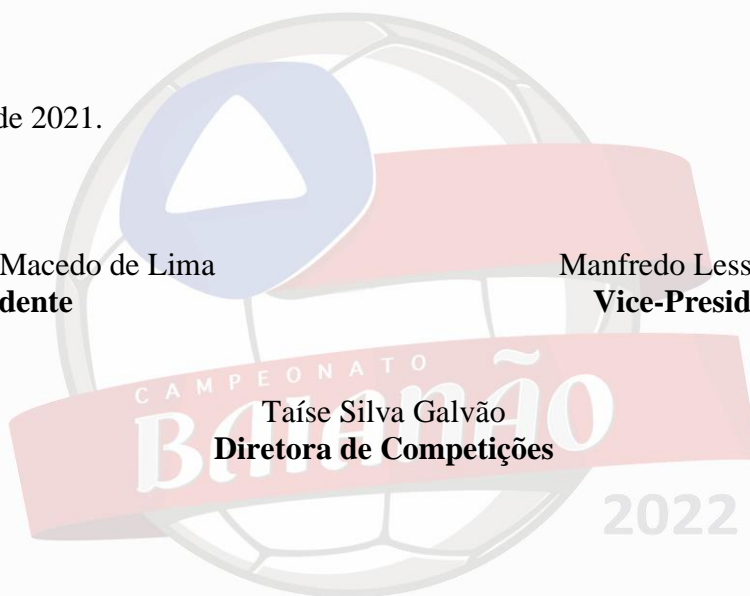 de 2021.
Macedo de Lima
dente
Manfredo Less
Vice-Presid
CAMPEONATO
BAIANÃO
Taíse Silva Galvão
Diretora de Competições
2022